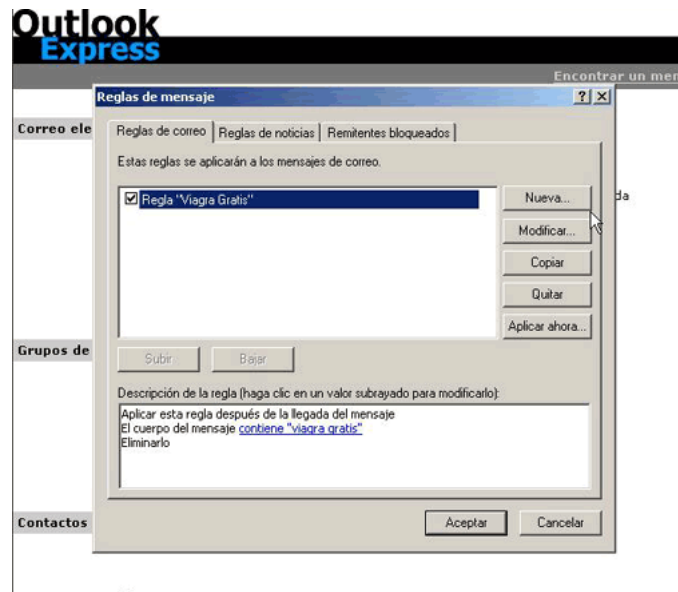 Outlook
Express
Encontrar un men
Reglas de mensaje
Correo ele
Reglas de correo
Reglas de noticias
Remitentes bloqueados
Estas reglas se aplicarán a los mensajes de correo.
Regla "Viagra Gratis"
Nueva...
da
Modificar...
Copiar
Quitar
Aplicar ahora...
Grupos de
Subir
Bajar
Descripción de la regla (haga clic en un valor subrayado para modificarlo):
Aplicar esta regla después de la llegada del mensaje
El cuerpo del mensaje contiene "viagra gratis"
Eliminarlo
Contactos
Aceptar
Cancelar